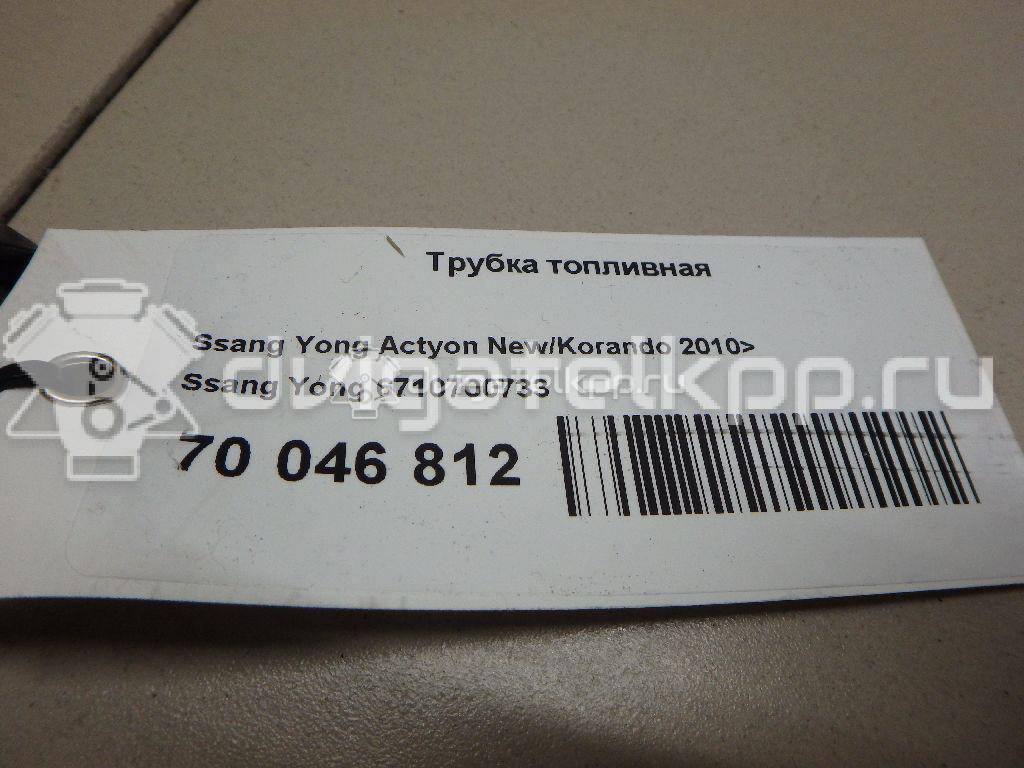 Трубка топливная
Ssang Yong Actyon New/Korando 2010>
Ssang Yong 6710700733
70 046 812
dvigatelkpp.ru